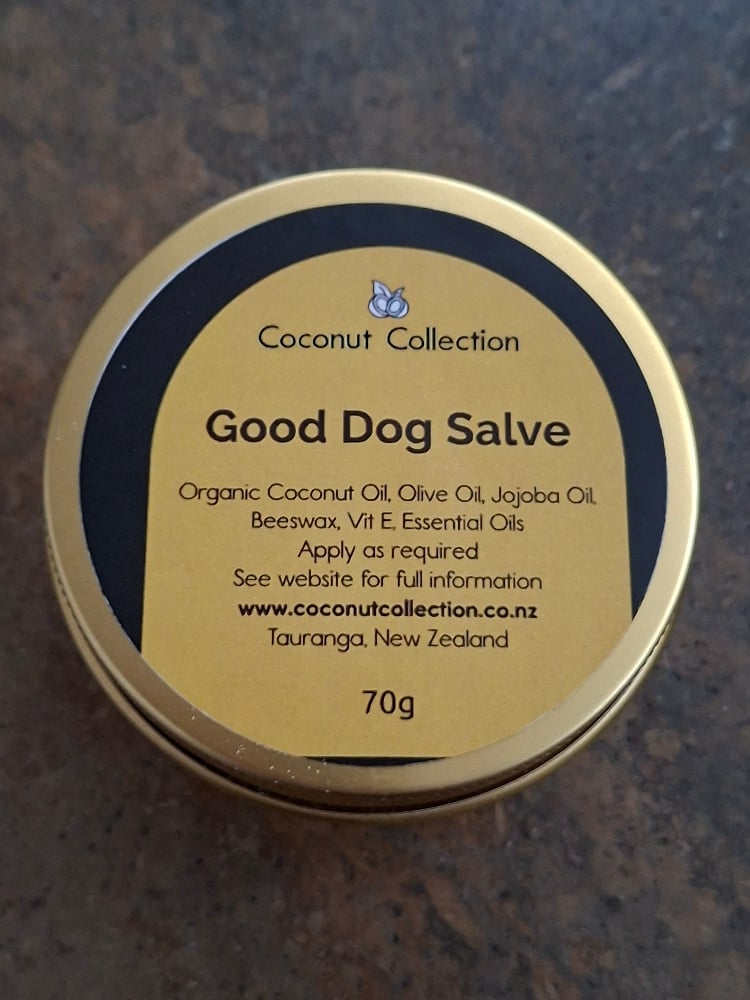 Coconut Collection
Good Dog Salve
Organic Coconut Oil, Olive Oil, Jojoba Oil,
Beeswax, Vit E, Essential Oils
Apply as required
See website for full information
www.coconutcollection.co.nz
Tauranga, New Zealand
70g